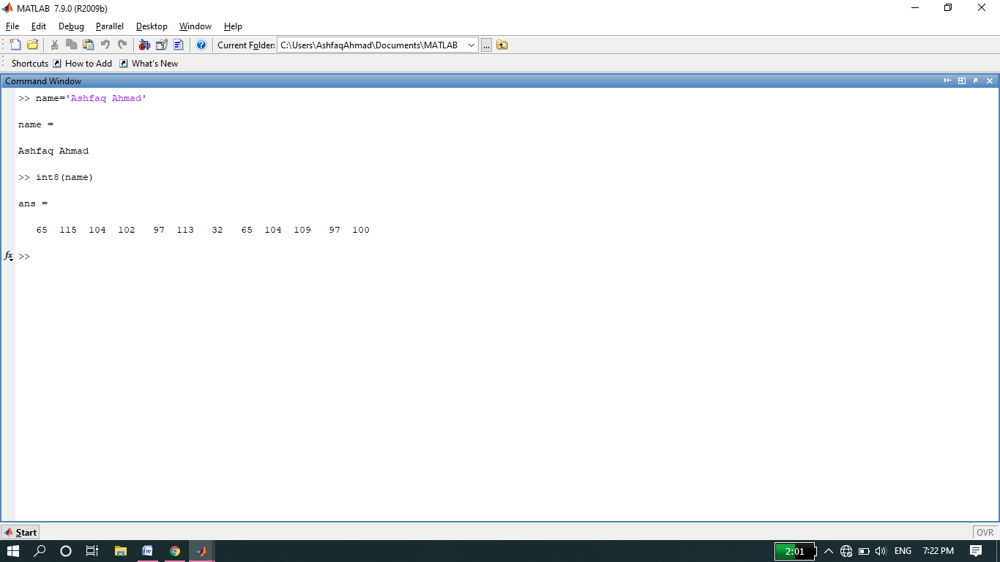 MATLAB 7.9.0 (R2009b)
File Edit Debug Parallel Desktop Window Help
Current Folder: C:\Users\AshfaqAhmad\Documents\MATLAB ...
Shortcuts How to Add What's New
Command Window
>> name='Ashfaq Ahmad'
name =
Ashfaq Ahmad
>> int8(name)
ans =
65 115 104 102 97 113 32 65 104 109 97 100
fx >>
Start OVR
2:01 ENG 7:22 PM